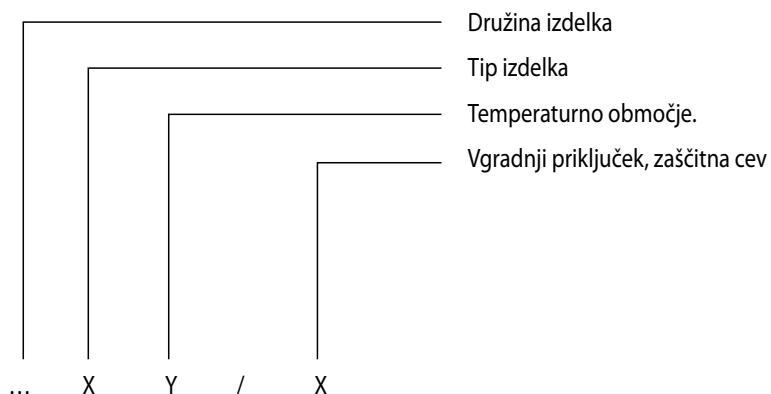 Družina izdelka
Tip izdelka
Temperaturno območje.
Vgradnji priključek, zaščitna cev
... X Y / X